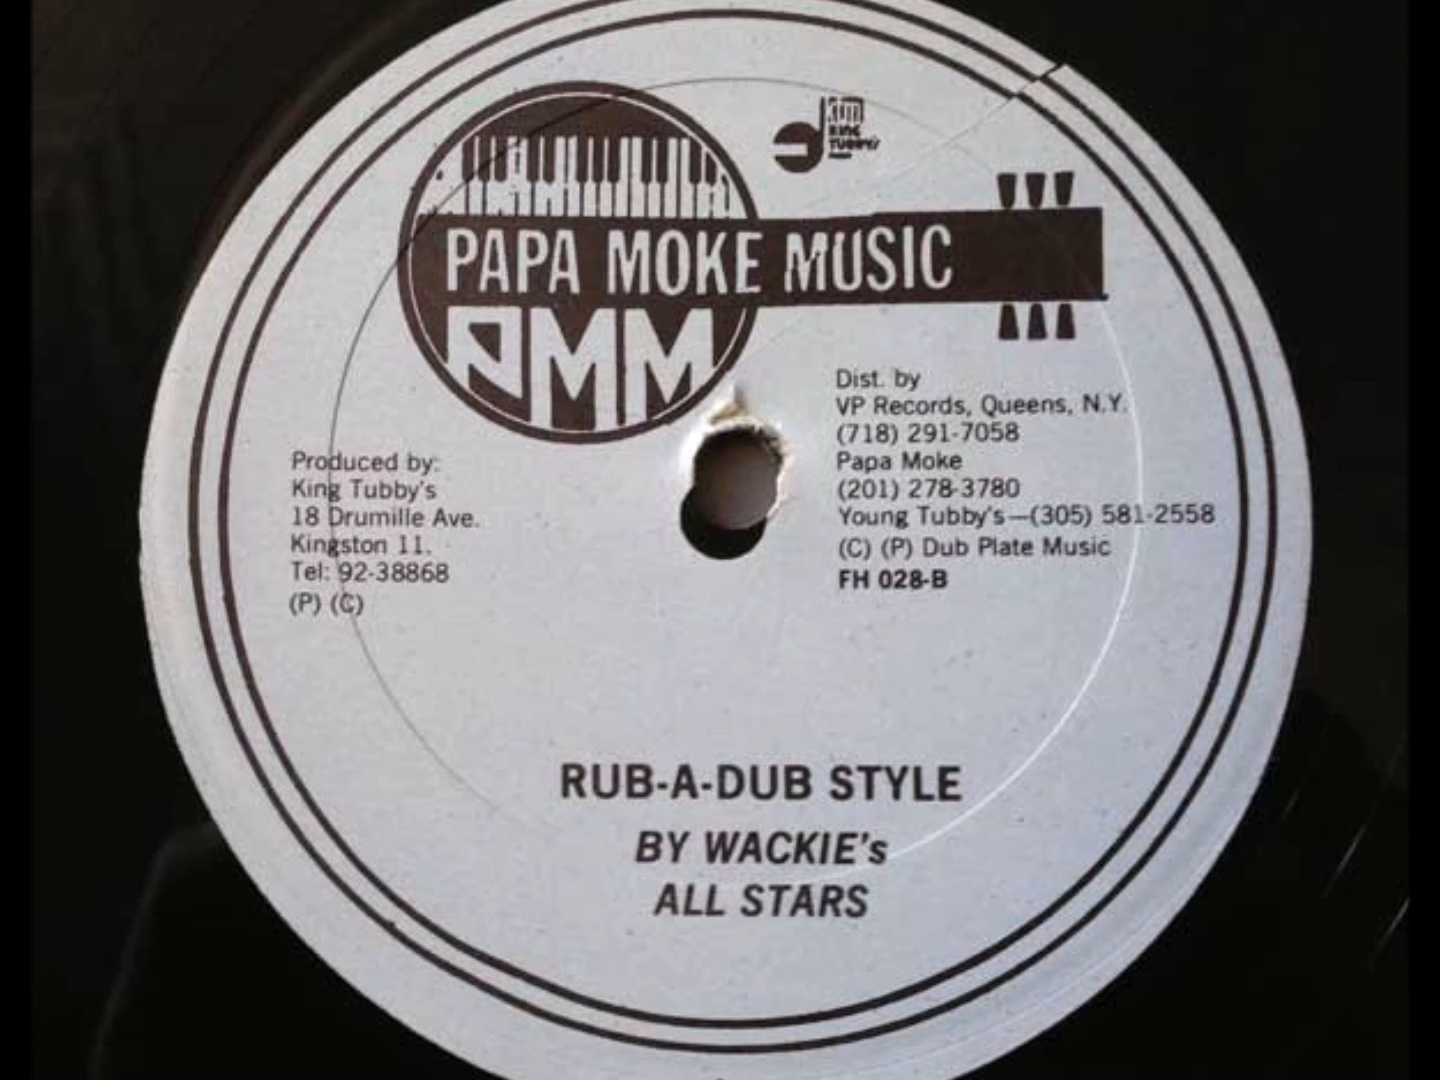 KING
TUBBY'S
PAPA MOKE MUSIC
PMM
Dist. by
VP Records, Queens, N.Y.
(718) 291-7058
Papa Moke
(201) 278-3780
Young Tubby's—(305) 581-2558
(C) (P) Dub Plate Music
FH 028-B
Produced by:
King Tubby's
18 Drumille Ave.
Kingston 11.
Tel: 92-38868
(P) (C)
RUB-A-DUB STYLE
BY WACKIE's
ALL STARS